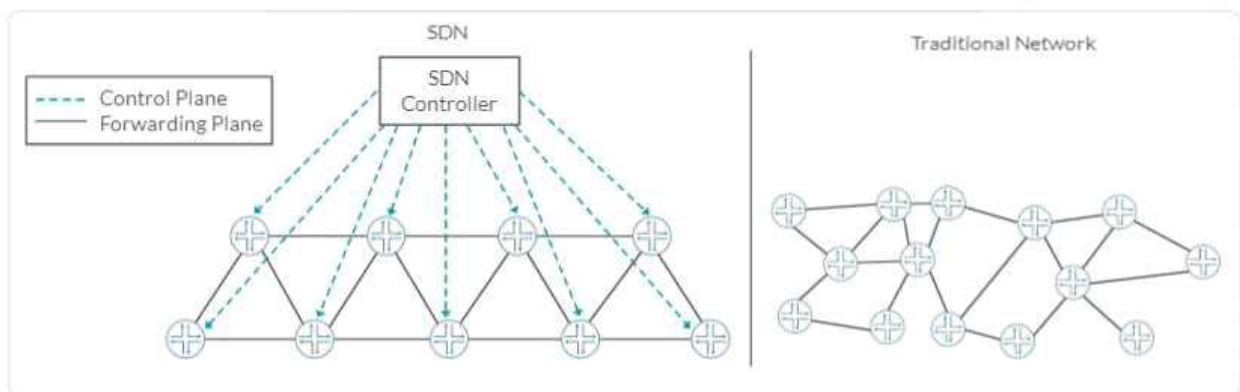 SDN
SDN
Controller
Control Plane
Forwarding Plane
Traditional Network